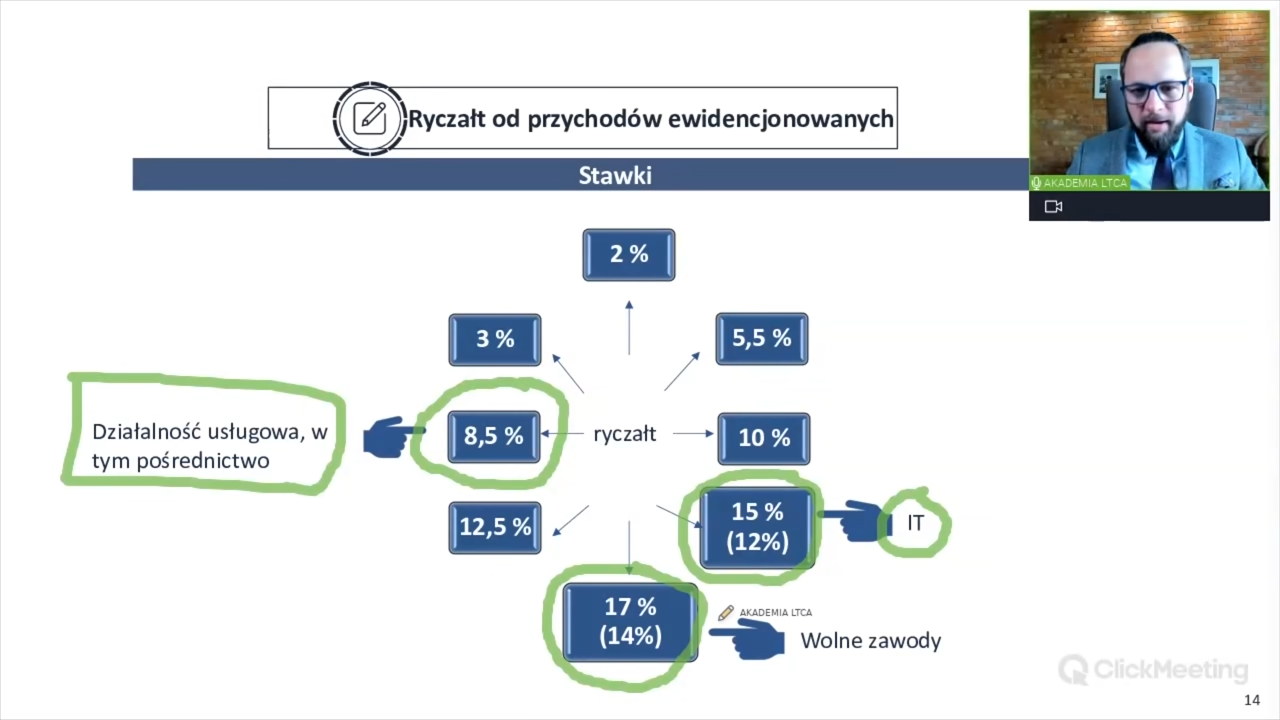 Ryczałt od przychodów ewidencjonowanych
Stawki
AKADEMIA LTCA
2 %
3 %
5,5 %
Działalność usługowa, w
tym pośrednictwo
8,5 %
ryczałt
10 %
12,5 %
15 %
(12%)
IT
17 %
(14%)
AKADEMIA LTCA
Wolne zawody
ClickMeeting
14